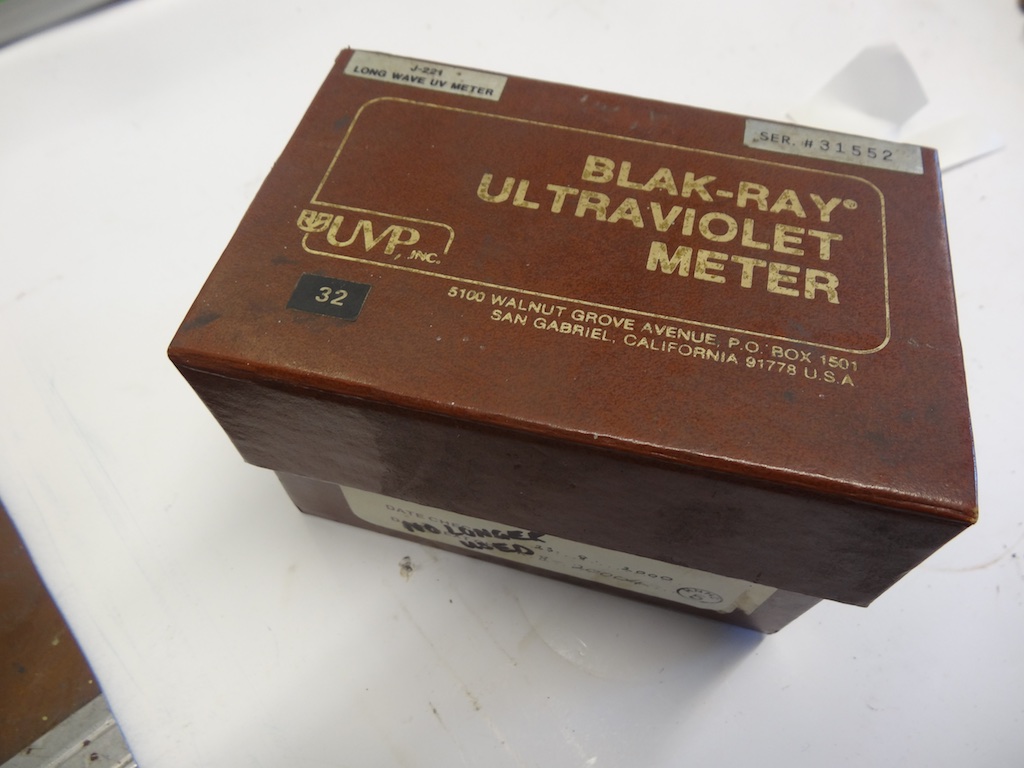 J-221
LONG WAVE UV METER
SER. #31552
BLAK-RAY®
ULTRAVIOLET
METER
UVP, INC.
32
5100 WALNUT GROVE AVENUE, P.O. BOX 1501
SAN GABRIEL, CALIFORNIA 91778 U.S.A
DATE
NO LONGER
USED